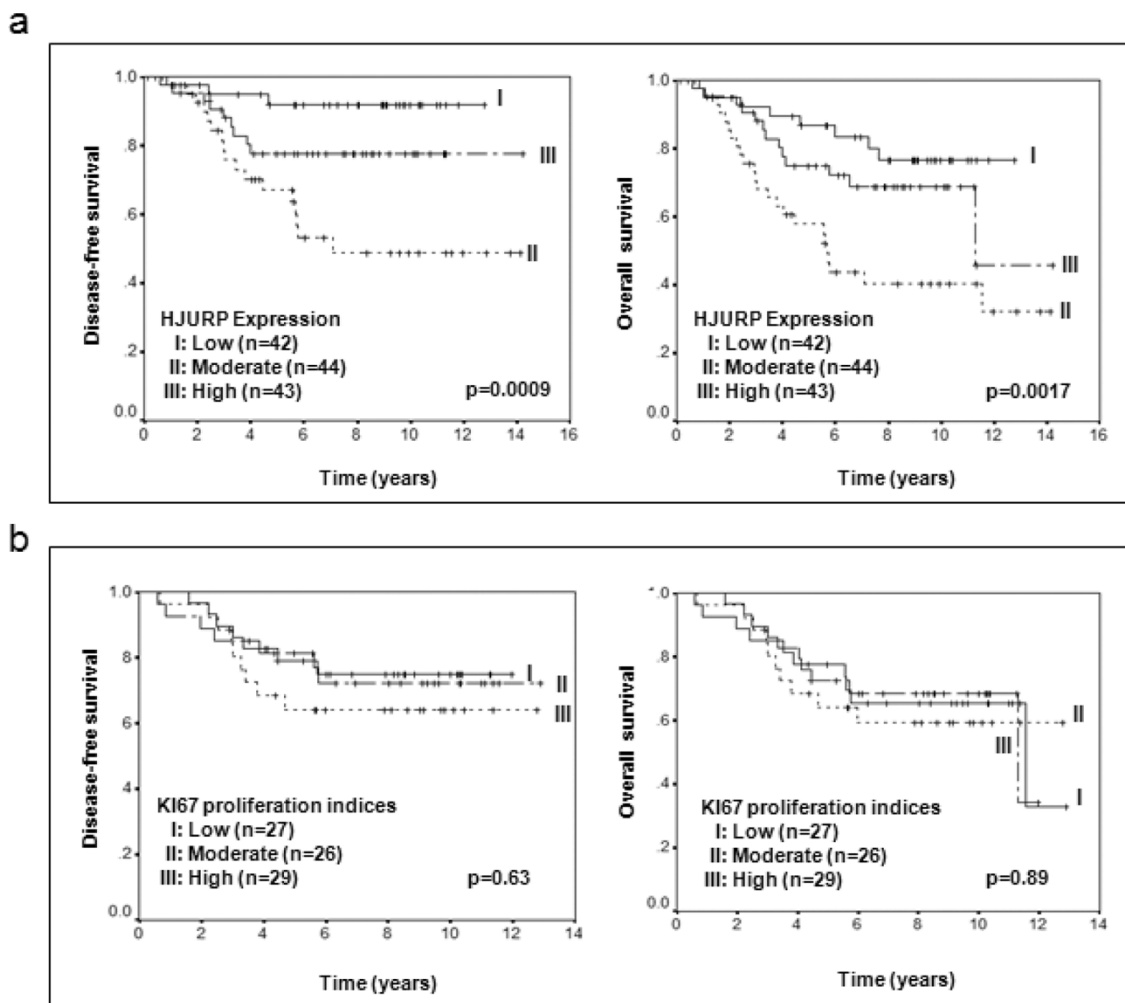 a
Disease-free survival
1.0
.8
.6
.4
.2
0.0
I
III
II
HJURP Expression
I: Low (n=42)
II: Moderate (n=44)
III: High (n=43)
p=0.0009
0 2 4 6 8 10 12 14 16
Time (years)
Overall survival
1.0
.8
.6
.4
.2
0.0
I
III
II
HJURP Expression
I: Low (n=42)
II: Moderate (n=44)
III: High (n=43)
p=0.0017
0 2 4 6 8 10 12 14 16
Time (years)
b
Disease-free survival
1.0
.8
.6
.4
.2
0.0
I
II
III
KI67 proliferation indices
I: Low (n=27)
II: Moderate (n=26)
III: High (n=29)
p=0.63
0 2 4 6 8 10 12 14
Time (years)
Overall survival
1.0
.8
.6
.4
.2
0.0
II
III
I
KI67 proliferation indices
I: Low (n=27)
II: Moderate (n=26)
III: High (n=29)
p=0.89
0 2 4 6 8 10 12 14
Time (years)